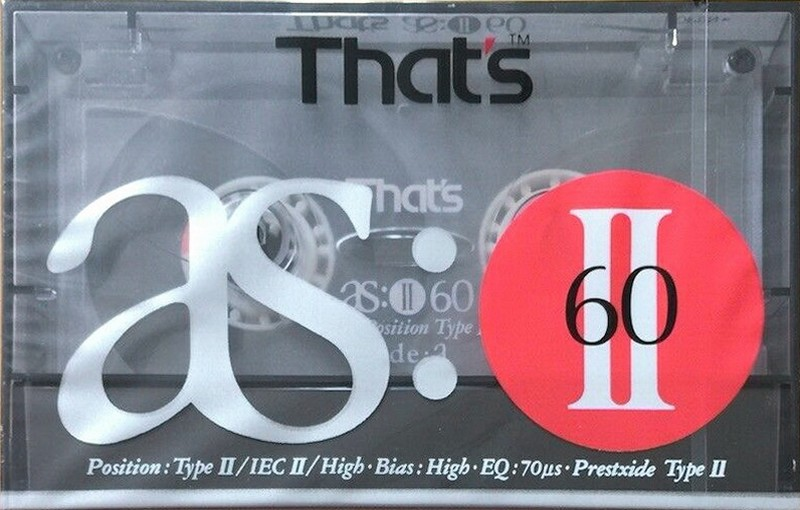 That's™
as:II 60
That's
as:II 60
Position Type
Position: Type II/IEC II/High·Bias: High·EQ: 70μs·Prestxide Type II